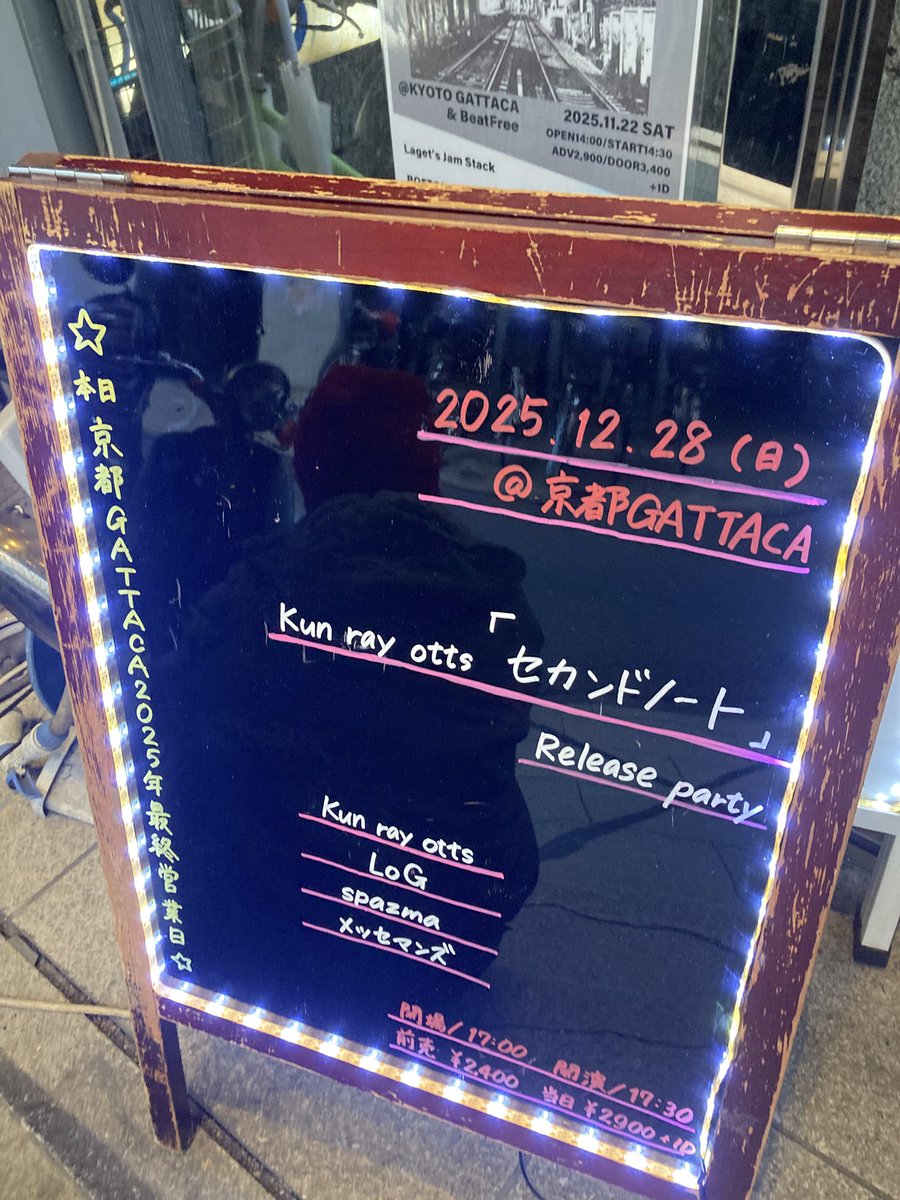 @KYOTO GATTACA
& BeatFree
2025.11.22 SAT
OPEN14:00/START14:30
ADV2,900/DOOR3,400
+1D
Laget's Jam Stack
☆本日京都GATTACA2025年最終営業日☆
2025.12.28(日)
@京都GATTACA
Kun ray otts「セカンドノート」
Release party
Kun ray otts
LoG
spazma
メッセマンズ
開場/17:00 開演/17:30
前売 ¥2,400 当日 ¥2,900+1D